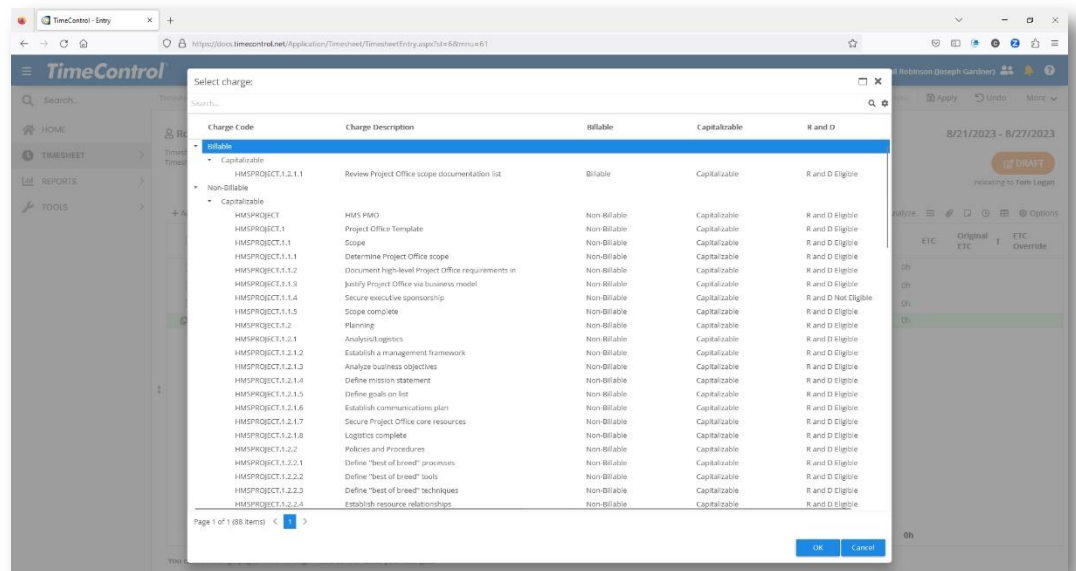 TimeControl - Entry
https://docs.timecontrol.net/Application/Timesheet/TimesheetEntry.aspx?st=6&mnu=61
TimeControl
Robinson (Joseph Gardner)
Select charge:
Search...
Search...
Apply Undo More
HOME
TIMESHEET
REPORTS
TOOLS
8/21/2023 - 8/27/2023
DRAFT
releasing to Tom Logan
Options
ETC Original ETC ETC Override
0h
0h
0h
0h
Charge Code Charge Description Billable Capitalizable R and D
Billable
Capitalizable
HMSPROJECT.1.2.1.1 Review Project Office scope documentation list Billable Capitalizable R and D Eligible
Non-Billable
Capitalizable
HMSPROJECT HMS PMO Non-Billable Capitalizable R and D Eligible
HMSPROJECT.1 Project Office Template Non-Billable Capitalizable R and D Eligible
HMSPROJECT.1.1 Scope Non-Billable Capitalizable R and D Eligible
HMSPROJECT.1.1.1 Determine Project Office scope Non-Billable Capitalizable R and D Eligible
HMSPROJECT.1.1.2 Document high-level Project Office requirements in Non-Billable Capitalizable R and D Eligible
HMSPROJECT.1.1.3 Justify Project Office via business model Non-Billable Capitalizable R and D Eligible
HMSPROJECT.1.1.4 Secure executive sponsorship Non-Billable Capitalizable R and D Not Eligible
HMSPROJECT.1.1.5 Scope complete Non-Billable Capitalizable R and D Eligible
HMSPROJECT.1.2 Planning Non-Billable Capitalizable R and D Eligible
HMSPROJECT.1.2.1 Analysis/Logistics Non-Billable Capitalizable R and D Eligible
HMSPROJECT.1.2.1.2 Establish a management framework Non-Billable Capitalizable R and D Eligible
HMSPROJECT.1.2.1.3 Analyze business objectives Non-Billable Capitalizable R and D Eligible
HMSPROJECT.1.2.1.4 Define mission statement Non-Billable Capitalizable R and D Eligible
HMSPROJECT.1.2.1.5 Define goals on list Non-Billable Capitalizable R and D Eligible
HMSPROJECT.1.2.1.6 Establish communications plan Non-Billable Capitalizable R and D Eligible
HMSPROJECT.1.2.1.7 Secure Project Office core resources Non-Billable Capitalizable R and D Eligible
HMSPROJECT.1.2.1.8 Logistics complete Non-Billable Capitalizable R and D Eligible
HMSPROJECT.1.2.2 Policies and Procedures Non-Billable Capitalizable R and D Eligible
HMSPROJECT.1.2.2.1 Define "best of breed" processes Non-Billable Capitalizable R and D Eligible
HMSPROJECT.1.2.2.2 Define "best of breed" tools Non-Billable Capitalizable R and D Eligible
HMSPROJECT.1.2.2.3 Define "best of breed" techniques Non-Billable Capitalizable R and D Eligible
HMSPROJECT.1.2.2.4 Establish resource relationships Non-Billable Capitalizable R and D Eligible
Page 1 of 1 (88 items) 1
0h
OK Cancel